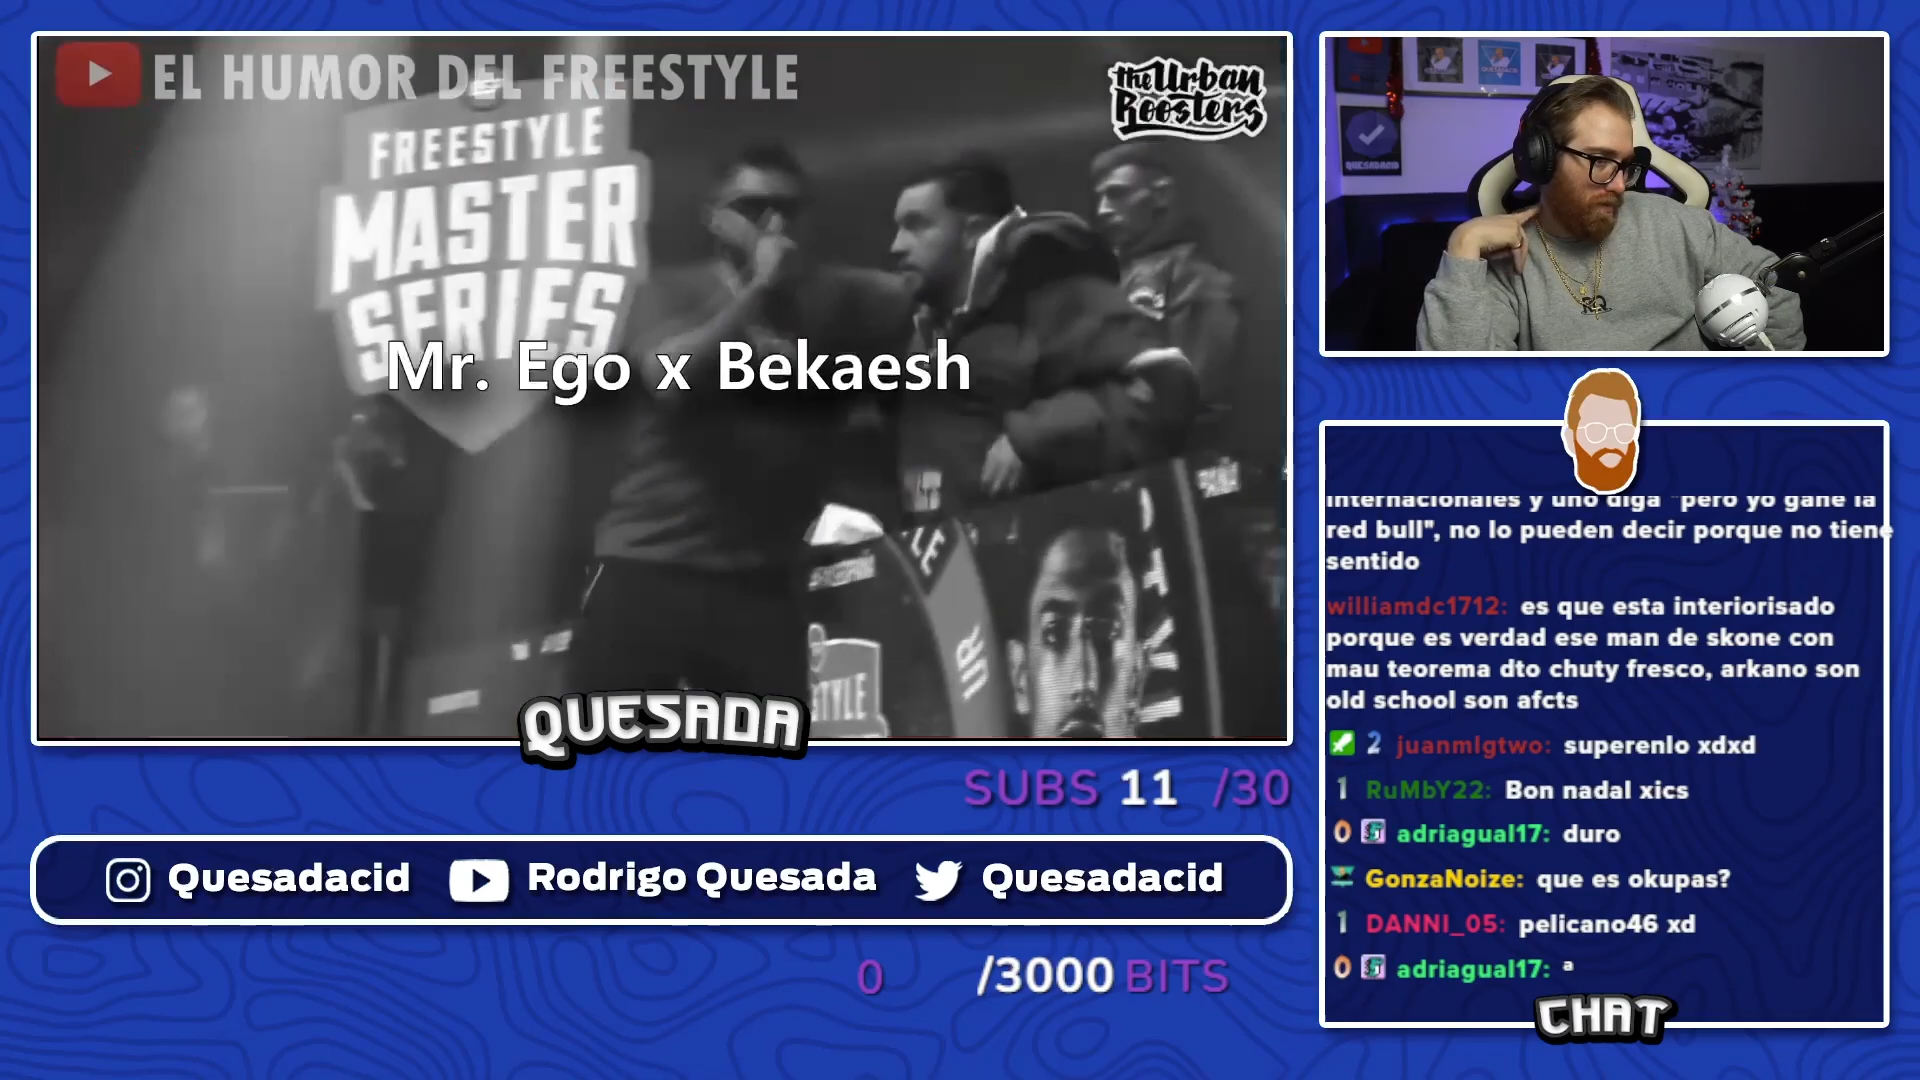 EL HUMOR DEL FREESTYLE
the Urban
Roosters
FREESTYLE
MASTER
SERIES
Mr. Ego x Bekaesh
QUESADA
SUBS 11 /30
Quesadacid Rodrigo Quesada Quesadacid
0 /3000 BITS
QUESADACID
internacionales y uno diga "pero yo gane la
red bull", no lo pueden decir porque no tiene
sentido
williamdc1712: es que esta interiorisado
porque es verdad ese man de skone con
mau teorema dto chuty fresco, arkano son
old school son afcts
2 juanmlgtwo: superenlo xdxd
1 RuMbY22: Bon nadal xics
0 adriagual17: duro
GonzaNoize: que es okupas?
1 DANNI_05: pelicano46 xd
0 adriagual17: a
CHAT